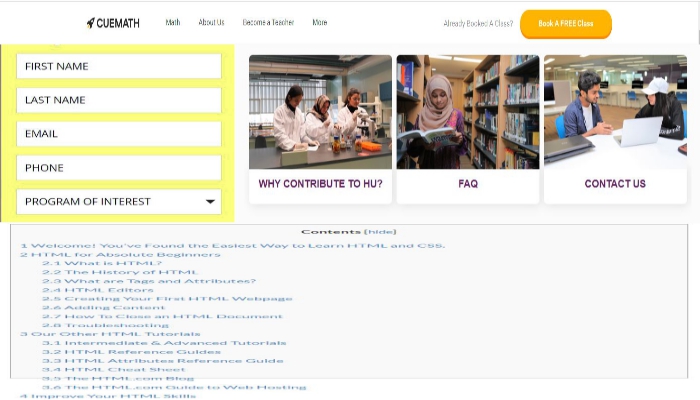 CUEMATH
Math About Us Become a Teacher More
Already Booked A Class? Book A FREE Class
FIRST NAME
LAST NAME
EMAIL
PHONE
PROGRAM OF INTEREST
WHY CONTRIBUTE TO HU?
FAQ
CONTACT US
Contents [hide]
1 Welcome! You've Found the Easiest Way to Learn HTML and CSS.
2 HTML for Absolute Beginners
2.1 What is HTML?
2.2 The History of HTML
2.3 What are Tags and Attributes?
2.4 HTML Editors
2.5 Creating Your First HTML Webpage
2.6 Adding Content
2.7 How To Close an HTML Document
2.8 Troubleshooting
3 Our Other HTML Tutorials
3.1 Intermediate & Advanced Tutorials
3.2 HTML Reference Guides
3.3 HTML Attributes Reference Guide
3.4 HTML Cheat Sheet
3.5 The HTML.com Blog
3.6 The HTML.com Guide to Web Hosting
4 Improve Your HTML Skills